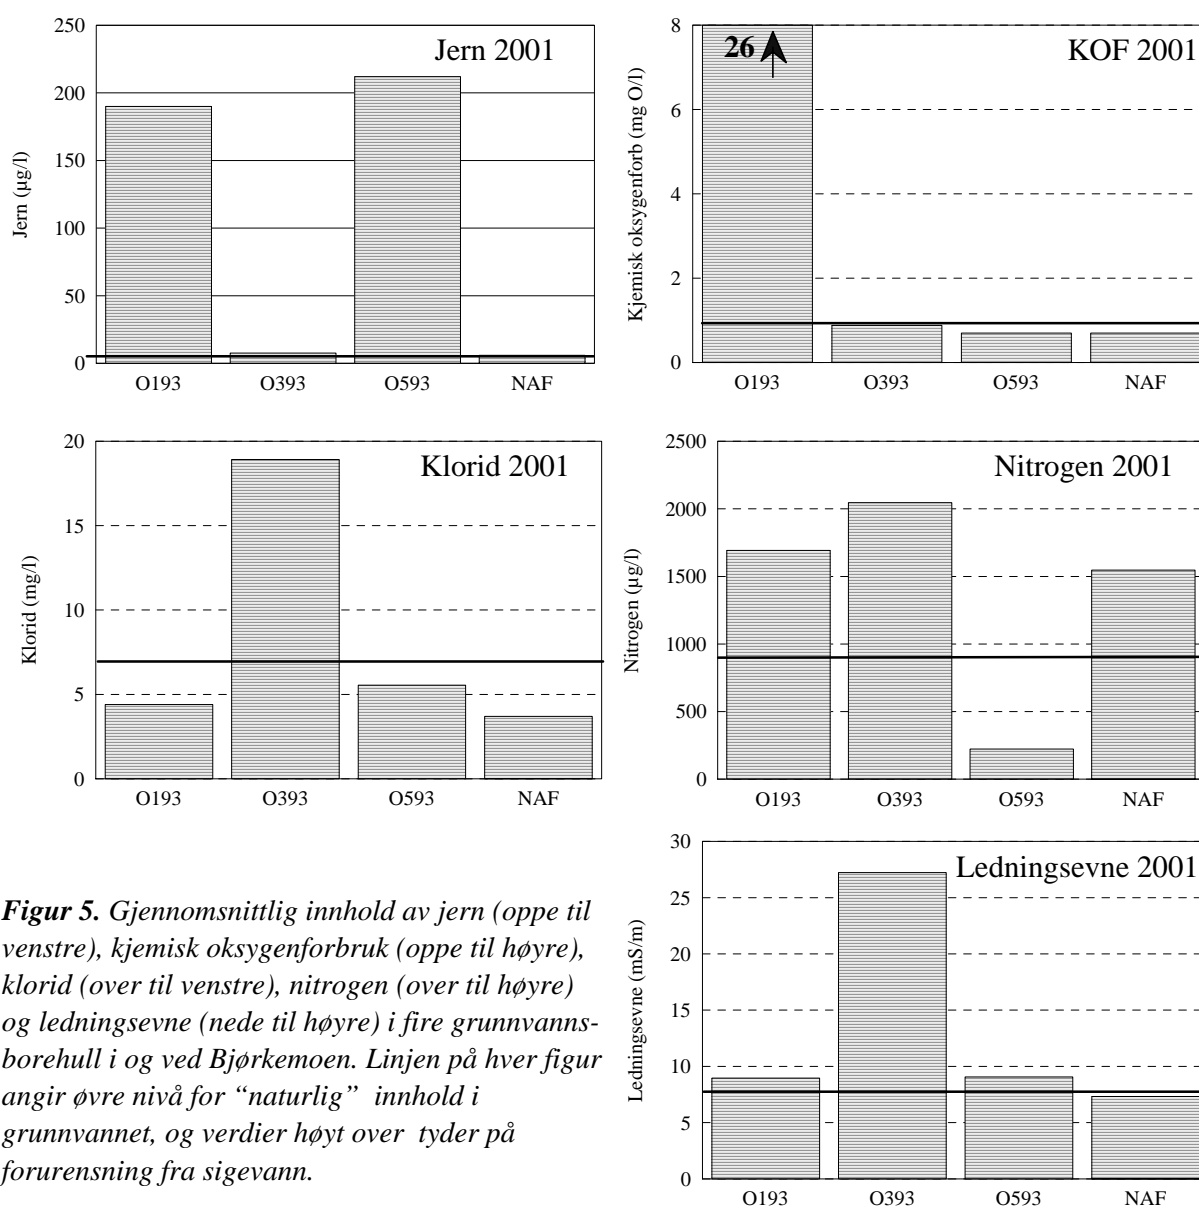 Jern 2001
250
200
150
100
50
0
Jern (µg/l)
O193 O393 O593 NAF
KOF 2001
26
8
6
4
2
0
Kjemisk oksygenforb (mg O/l)
O193 O393 O593 NAF
Klorid 2001
20
15
10
5
0
Klorid (mg/l)
O193 O393 O593 NAF
Nitrogen 2001
2500
2000
1500
1000
500
0
Nitrogen (µg/l)
O193 O393 O593 NAF
Ledningsevne 2001
30
25
20
15
10
5
0
Ledningsevne (mS/m)
O193 O393 O593 NAF
Figur 5. Gjennomsnittlig innhold av jern (oppe til
venstre), kjemisk oksygenforbruk (oppe til høyre),
klorid (over til venstre), nitrogen (over til høyre)
og ledningsevne (nede til høyre) i fire grunnvanns-
borehull i og ved Bjørkemoen. Linjen på hver figur
angir øvre nivå for “naturlig” innhold i
grunnvannet, og verdier høyt over tyder på
forurensning fra sigevann.